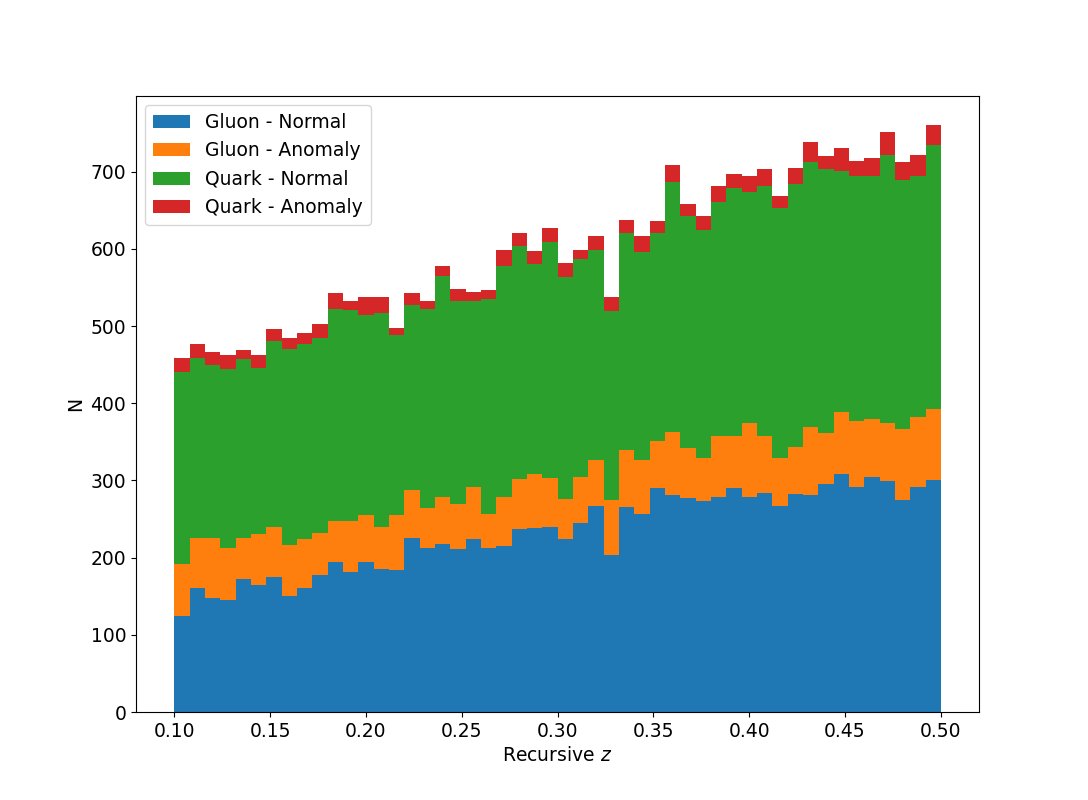 Gluon - Normal
Gluon - Anomaly
Quark - Normal
Quark - Anomaly
700
600
500
400
300
200
100
0
N
0.10 0.15 0.20 0.25 0.30 0.35 0.40 0.45 0.50
Recursive z